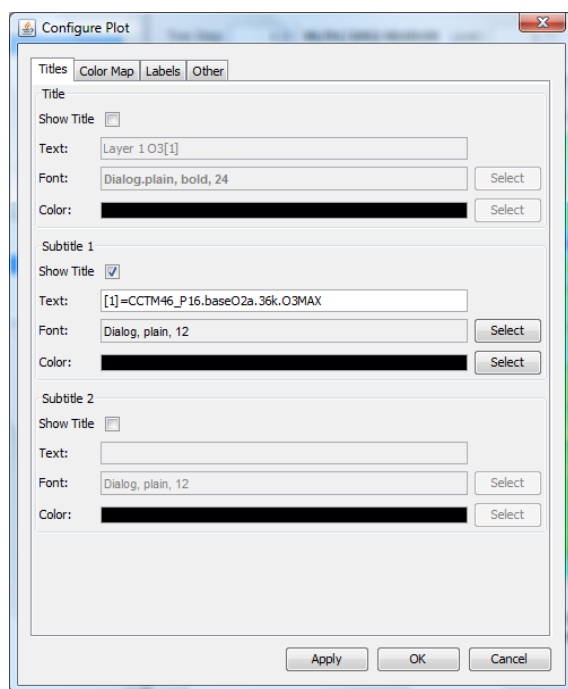 Configure Plot
Titles Color Map Labels Other
Title
Show Title
Text: Layer 1 O3[1]
Font: Dialog.plain, bold, 24 Select
Color: Select
Subtitle 1
Show Title
Text: [1]=CCTM46_P16.baseO2a.36k.O3MAX
Font: Dialog, plain, 12 Select
Color: Select
Subtitle 2
Show Title
Text:
Font: Dialog, plain, 12 Select
Color: Select
Apply OK Cancel